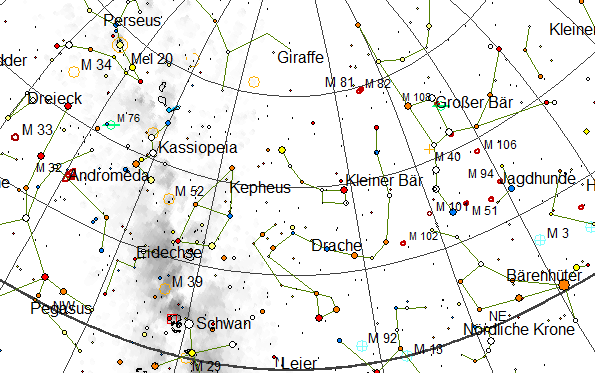 Perseus
Kleiner
Giraffe
Mel 20
dder
M 34
M 81
M 82
Dreieck
M 108
Großer Bär
M 76
M 33
Kassiopeia
M 106
M 40
M 32
Andromeda
M 94
Jagdhunde
Kleiner Bär
ne
M 52
Kepheus
H
M 101
M 51
M 3
M 102
Drache
Eidechse
Bärenhüter
M 39
NW
Pegasus
NE
Schwan
Nördliche Krone
M 92
M 13
Leier
M 29